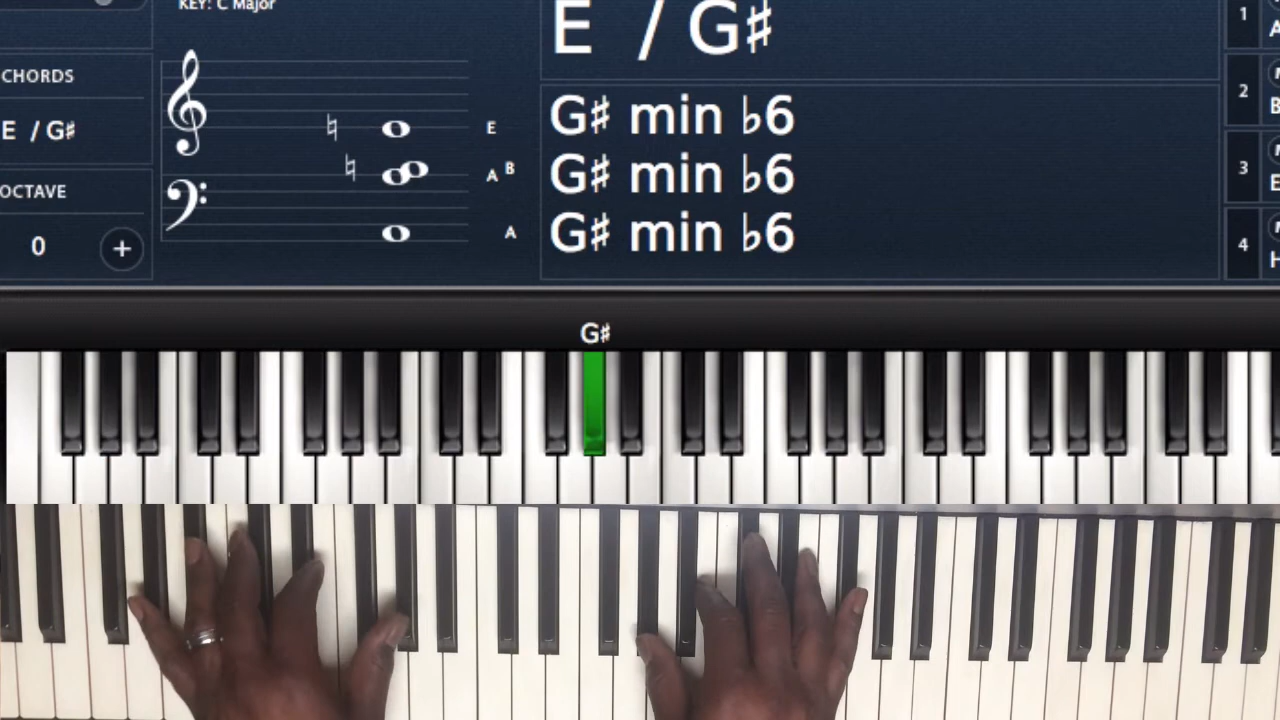 KEY: C Major
CHORDS
E / G♯
OCTAVE
0
+
E
A B
A
E / G♯
G♯ min ♭6
G♯ min ♭6
G♯ min ♭6
1
2
B
3
E
4
H
G♯